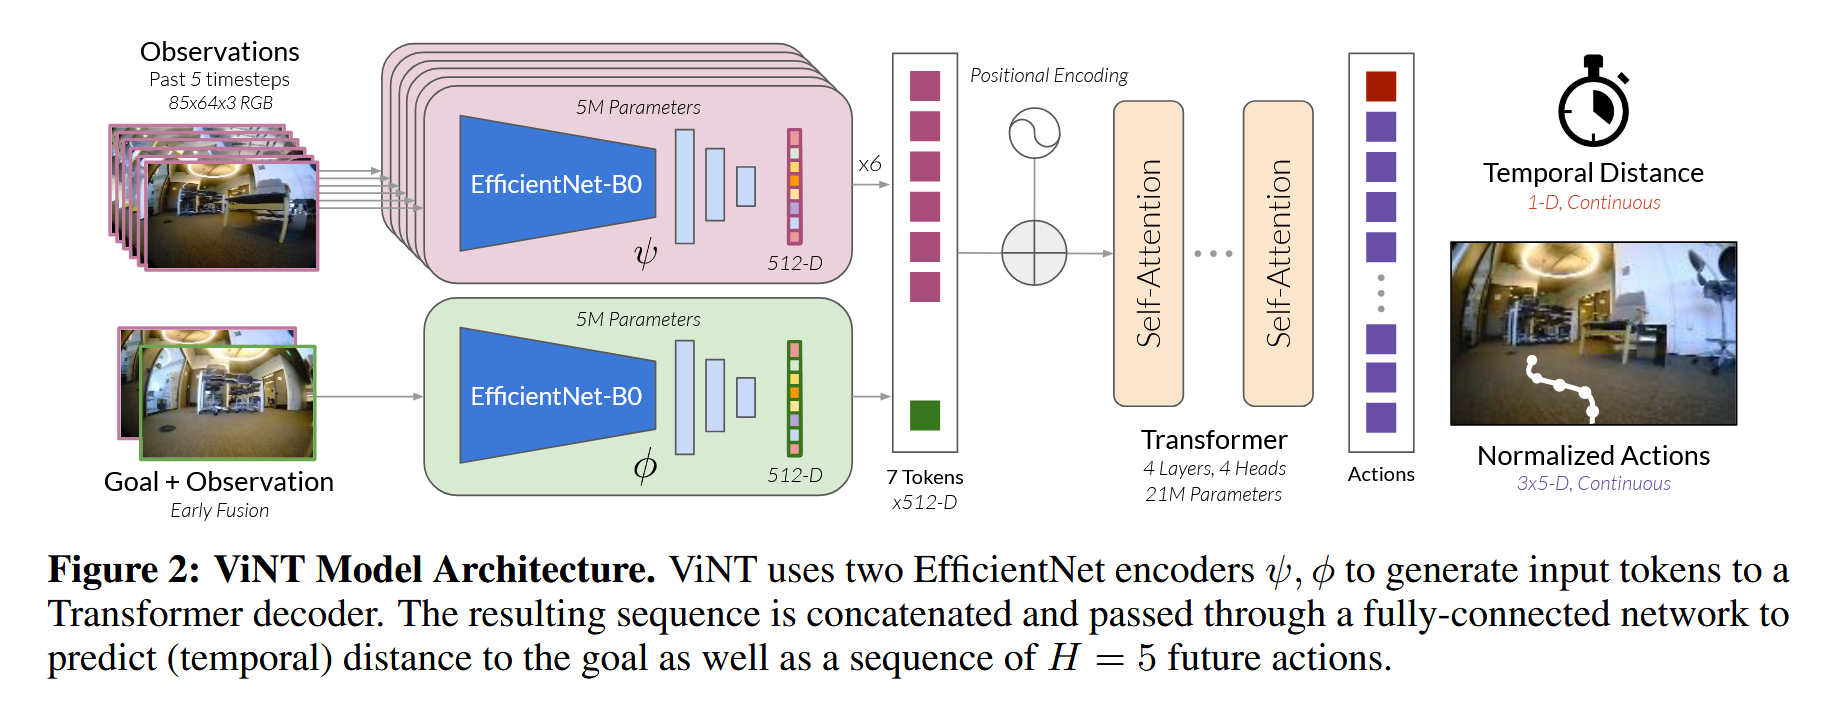 Observations
Past 5 timesteps
85x64x3 RGB
5M Parameters
EfficientNet-B0
ψ
512-D
x6
Goal + Observation
Early Fusion
5M Parameters
EfficientNet-B0
ϕ
512-D
7 Tokens
x512-D
Positional Encoding
Self-Attention
Self-Attention
Transformer
4 Layers, 4 Heads
21M Parameters
Actions
Temporal Distance
1-D, Continuous
Normalized Actions
3x5-D, Continuous
Figure 2: ViNT Model Architecture. ViNT uses two EfficientNet encoders ψ, ϕ to generate input tokens to a
Transformer decoder. The resulting sequence is concatenated and passed through a fully-connected network to
predict (temporal) distance to the goal as well as a sequence of H = 5 future actions.